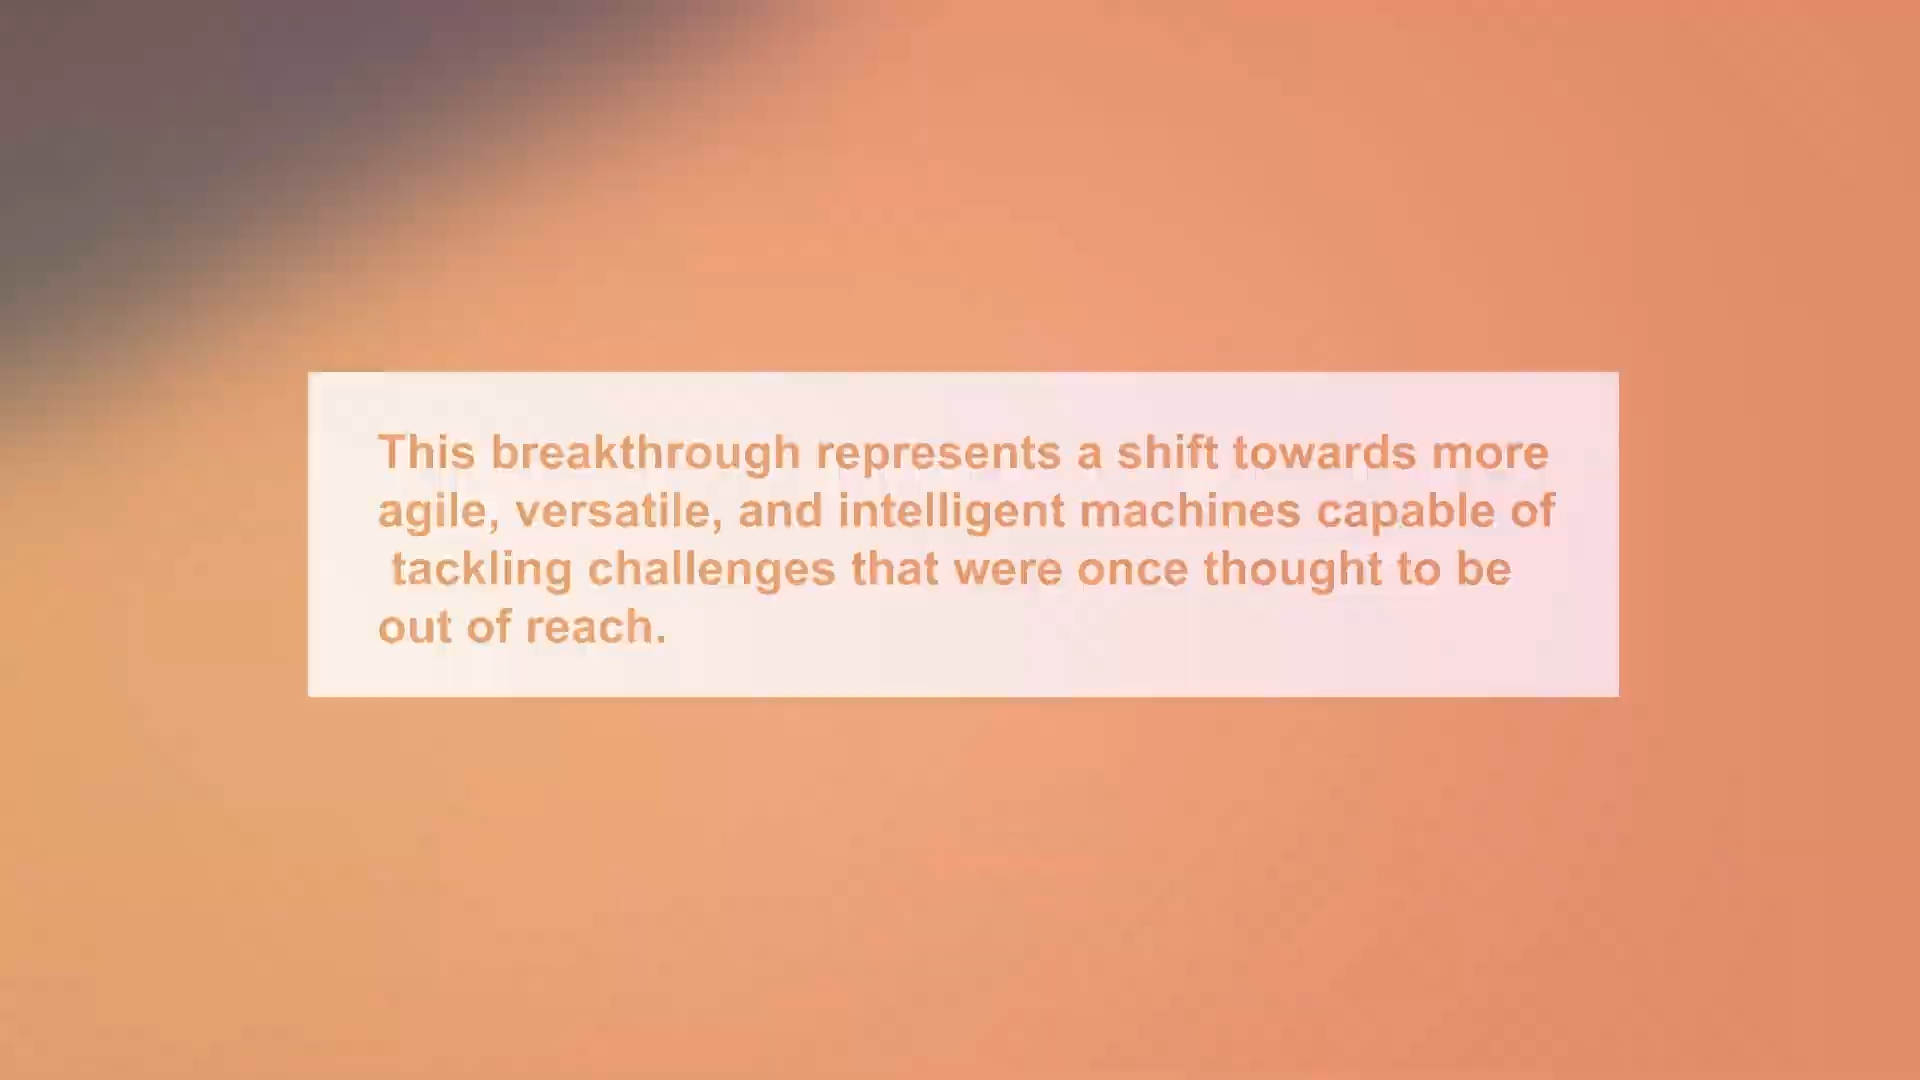 This breakthrough represents a shift towards more
agile, versatile, and intelligent machines capable of
tackling challenges that were once thought to be
out of reach.